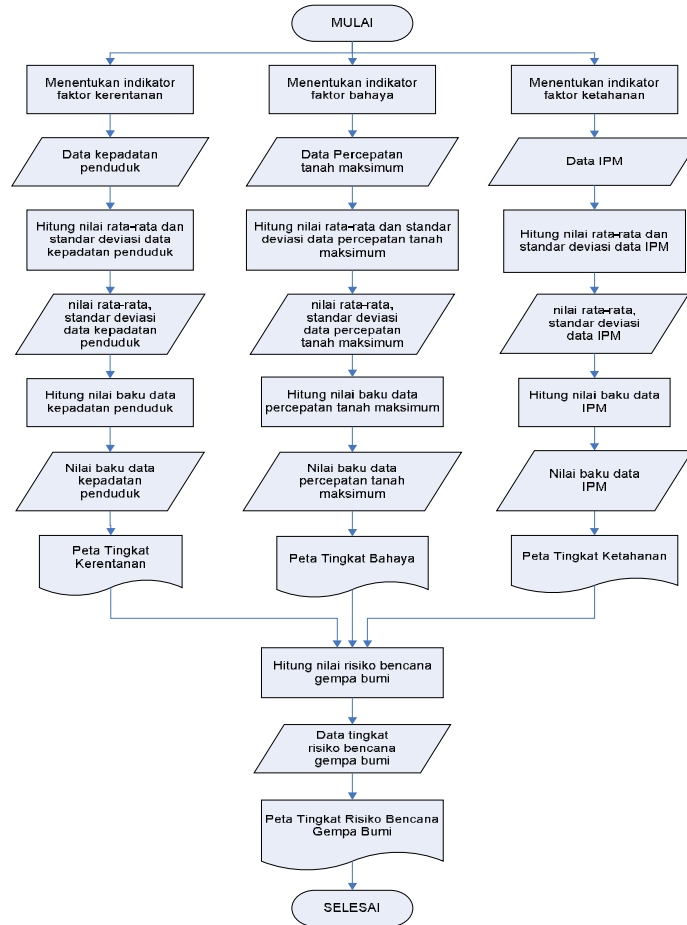 MULAI
Menentukan indikator
faktor kerentanan
Menentukan indikator
faktor bahaya
Menentukan indikator
faktor ketahanan
Data kepadatan
penduduk
Data Percepatan
tanah maksimum
Data IPM
Hitung nilai rata-rata dan
standar deviasi data
kepadatan penduduk
Hitung nilai rata-rata dan standar
deviasi data percepatan tanah
maksimum
Hitung nilai rata-rata dan
standar deviasi data IPM
nilai rata-rata,
standar deviasi
data kepadatan
penduduk
nilai rata-rata,
standar deviasi
data percepatan
tanah maksimum
nilai rata-rata,
standar deviasi
data IPM
Hitung nilai baku data
kepadatan penduduk
Hitung nilai baku data
percepatan tanah maksimum
Hitung nilai baku data
IPM
Nilai baku data
kepadatan
penduduk
Nilai baku data
percepatan tanah
maksimum
Nilai baku data
IPM
Peta Tingkat
Kerentanan
Peta Tingkat Bahaya
Peta Tingkat Ketahanan
Hitung nilai risiko bencana
gempa bumi
Data tingkat
risiko bencana
gempa bumi
Peta Tingkat Risiko Bencana
Gempa Bumi
SELESAI